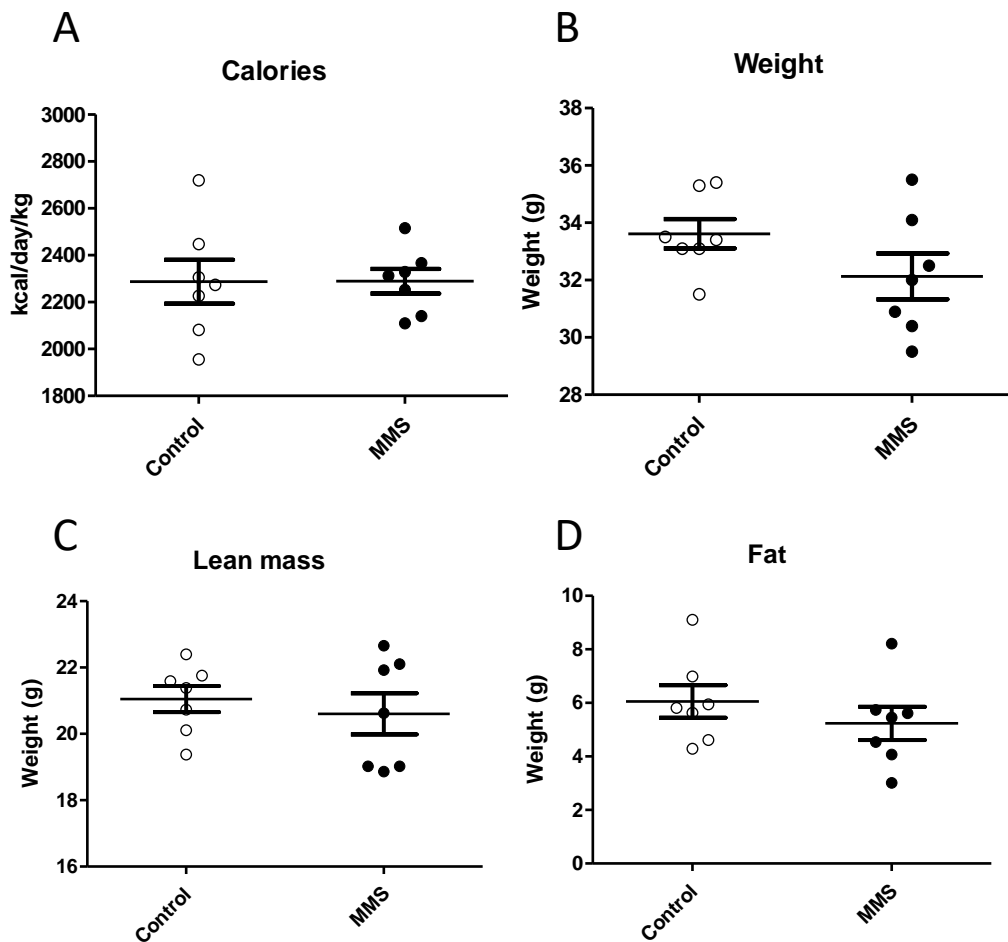 A
Calories
3000
2800
2600
2400
2200
2000
1800
kcal/day/kg
Control
MMS
B
Weight
38
36
34
32
30
28
Weight (g)
Control
MMS
C
Lean mass
24
22
20
18
16
Weight (g)
Control
MMS
D
Fat
10
8
6
4
2
0
Weight (g)
Control
MMS